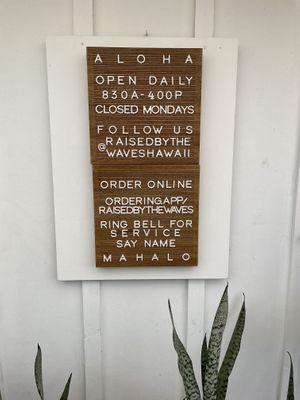 ALOHA
OPEN DAILY
830A-400P
CLOSED MONDAYS
FOLLOW US
@RAISEDBYTHE
WAVESHAWAII
ORDER ONLINE
ORDERING.APP/
RAISEDBYTHEWAVES
RING BELL FOR
SERVICE
SAY NAME
MAHALO